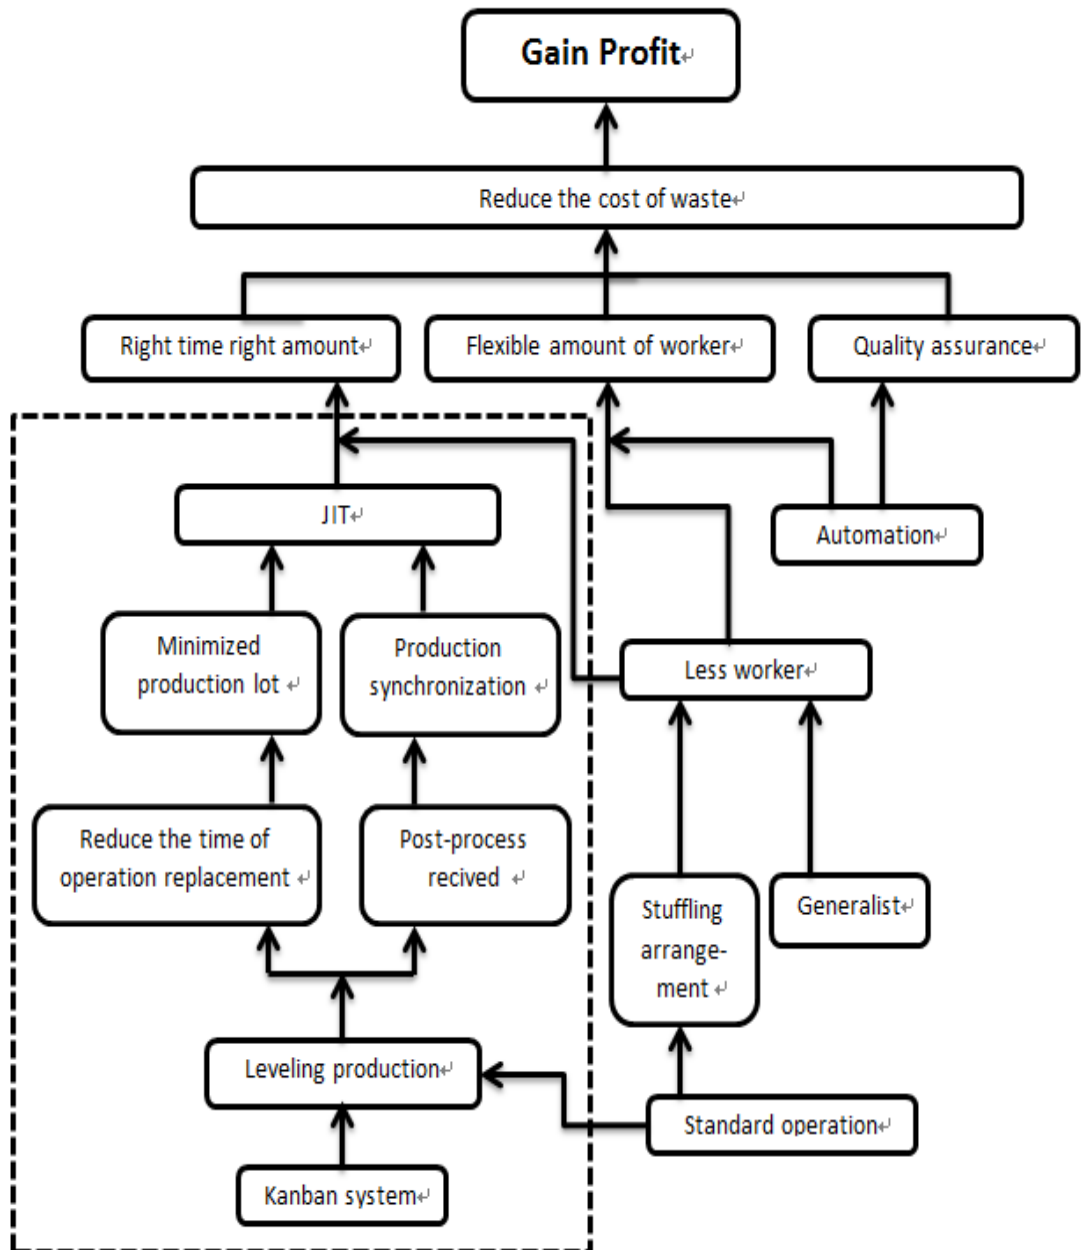 Gain Profit↵
Reduce the cost of waste↵
Right time right amount↵
Flexible amount of worker↵
Quality assurance↵
JIT↵
Automation↵
Minimized
production lot ↵
Production
synchronization ↵
Less worker↵
Reduce the time of
operation replacement ↵
Post-process
recived ↵
Stuffling
arrange-
ment ↵
Generalist↵
Leveling production↵
Standard operation↵
Kanban system↵